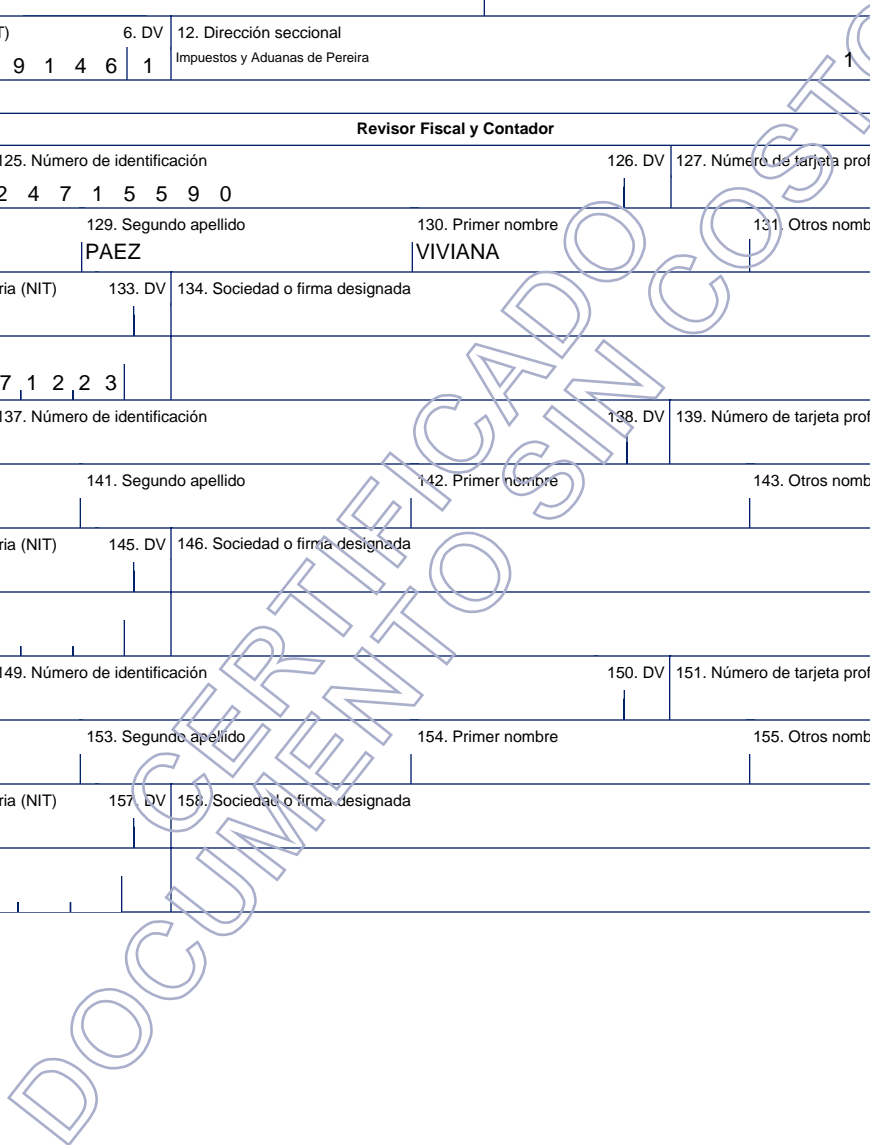 T) 6. DV 12. Dirección seccional
9 1 4 6 1 Impuestos y Aduanas de Pereira 1
Revisor Fiscal y Contador
125. Número de identificación 126. DV 127. Número de tarjeta prof
2 4 7 1 5 5 9 0
129. Segundo apellido 130. Primer nombre 131. Otros nomb
PAEZ VIVIANA
ria (NIT) 133. DV 134. Sociedad o firma designada
7 1 2 2 3
137. Número de identificación 138. DV 139. Número de tarjeta prof
141. Segundo apellido 142. Primer nombre 143. Otros nomb
ria (NIT) 145. DV 146. Sociedad o firma designada
149. Número de identificación 150. DV 151. Número de tarjeta prof
153. Segundo apellido 154. Primer nombre 155. Otros nomb
ria (NIT) 157. DV 158. Sociedad o firma designada
CERTIFICADO
DOCUMENTO SIN COSTO